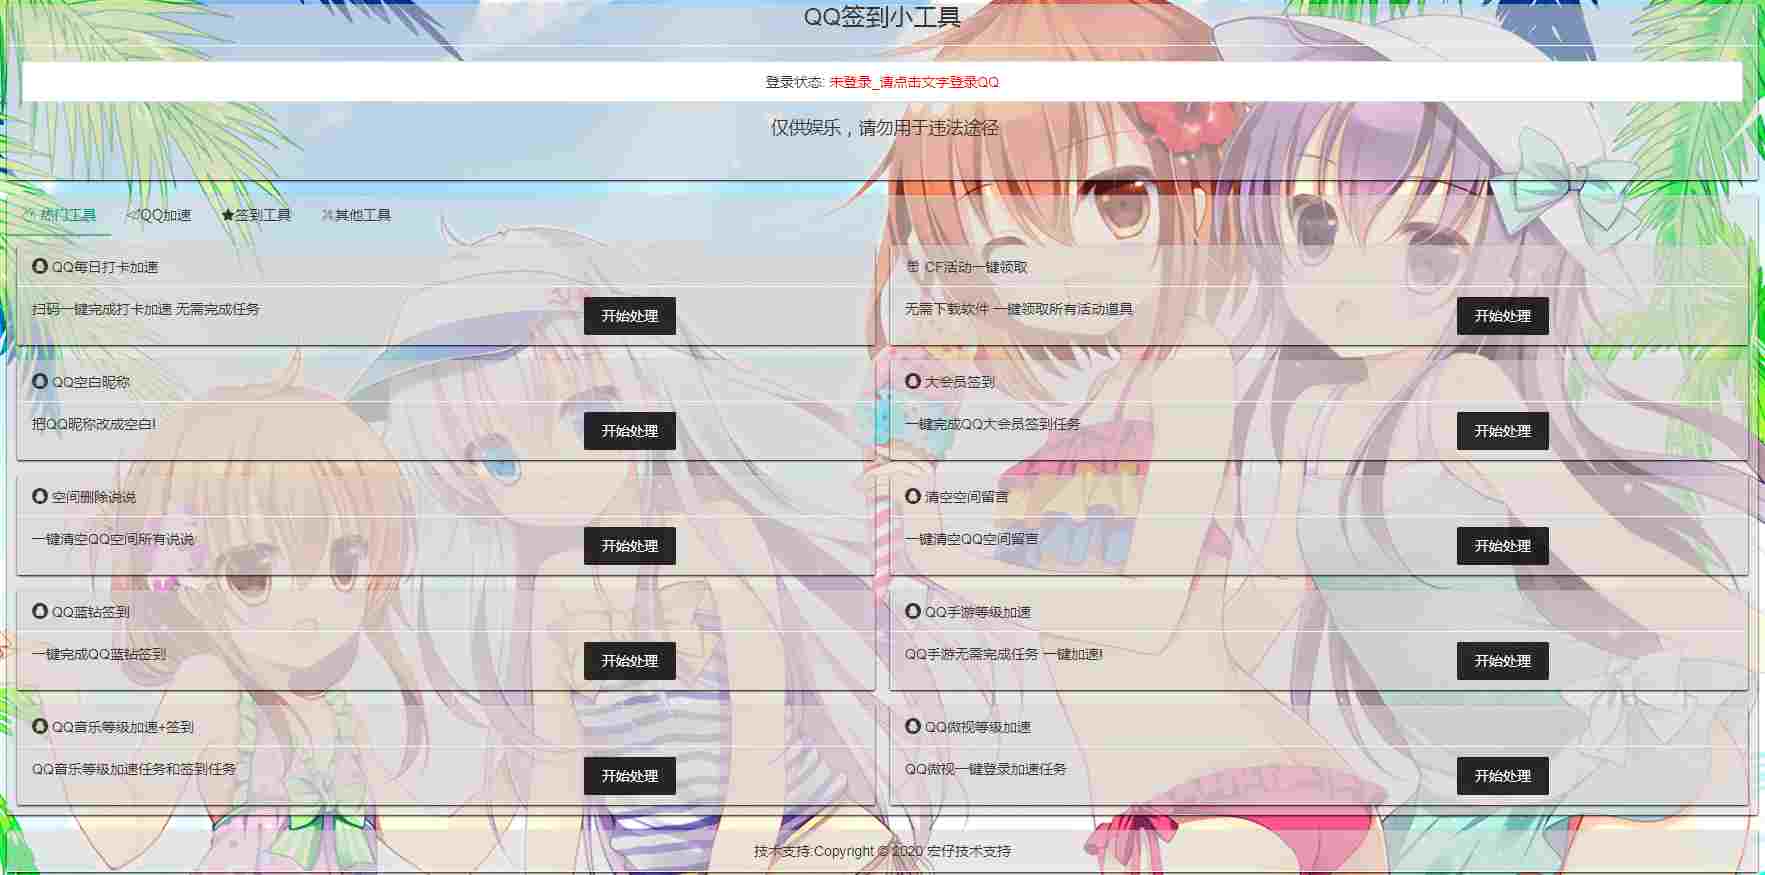 QQ签到小工具
登录状态: 未登录_请点击文字登录QQ
仅供娱乐，请勿用于违法途径
热门工具 QQ加速 签到工具 其他工具
QQ每日打卡加速
扫码一键完成打卡加速 无需完成任务
开始处理
CF活动一键领取
无需下载软件 一键领取所有活动道具
开始处理
QQ空白昵称
把QQ昵称改成空白!
开始处理
大会员签到
一键完成QQ大会员签到任务
开始处理
空间删除说说
一键清空QQ空间所有说说
开始处理
清空空间留言
一键清空QQ空间留言
开始处理
QQ蓝钻签到
一键完成QQ蓝钻签到
开始处理
QQ手游等级加速
QQ手游无需完成任务 一键加速!
开始处理
QQ音乐等级加速+签到
QQ音乐等级加速任务和签到任务
开始处理
QQ微视等级加速
QQ微视一键登录加速任务
开始处理
技术支持:Copyright © 2020 宏仔技术支持